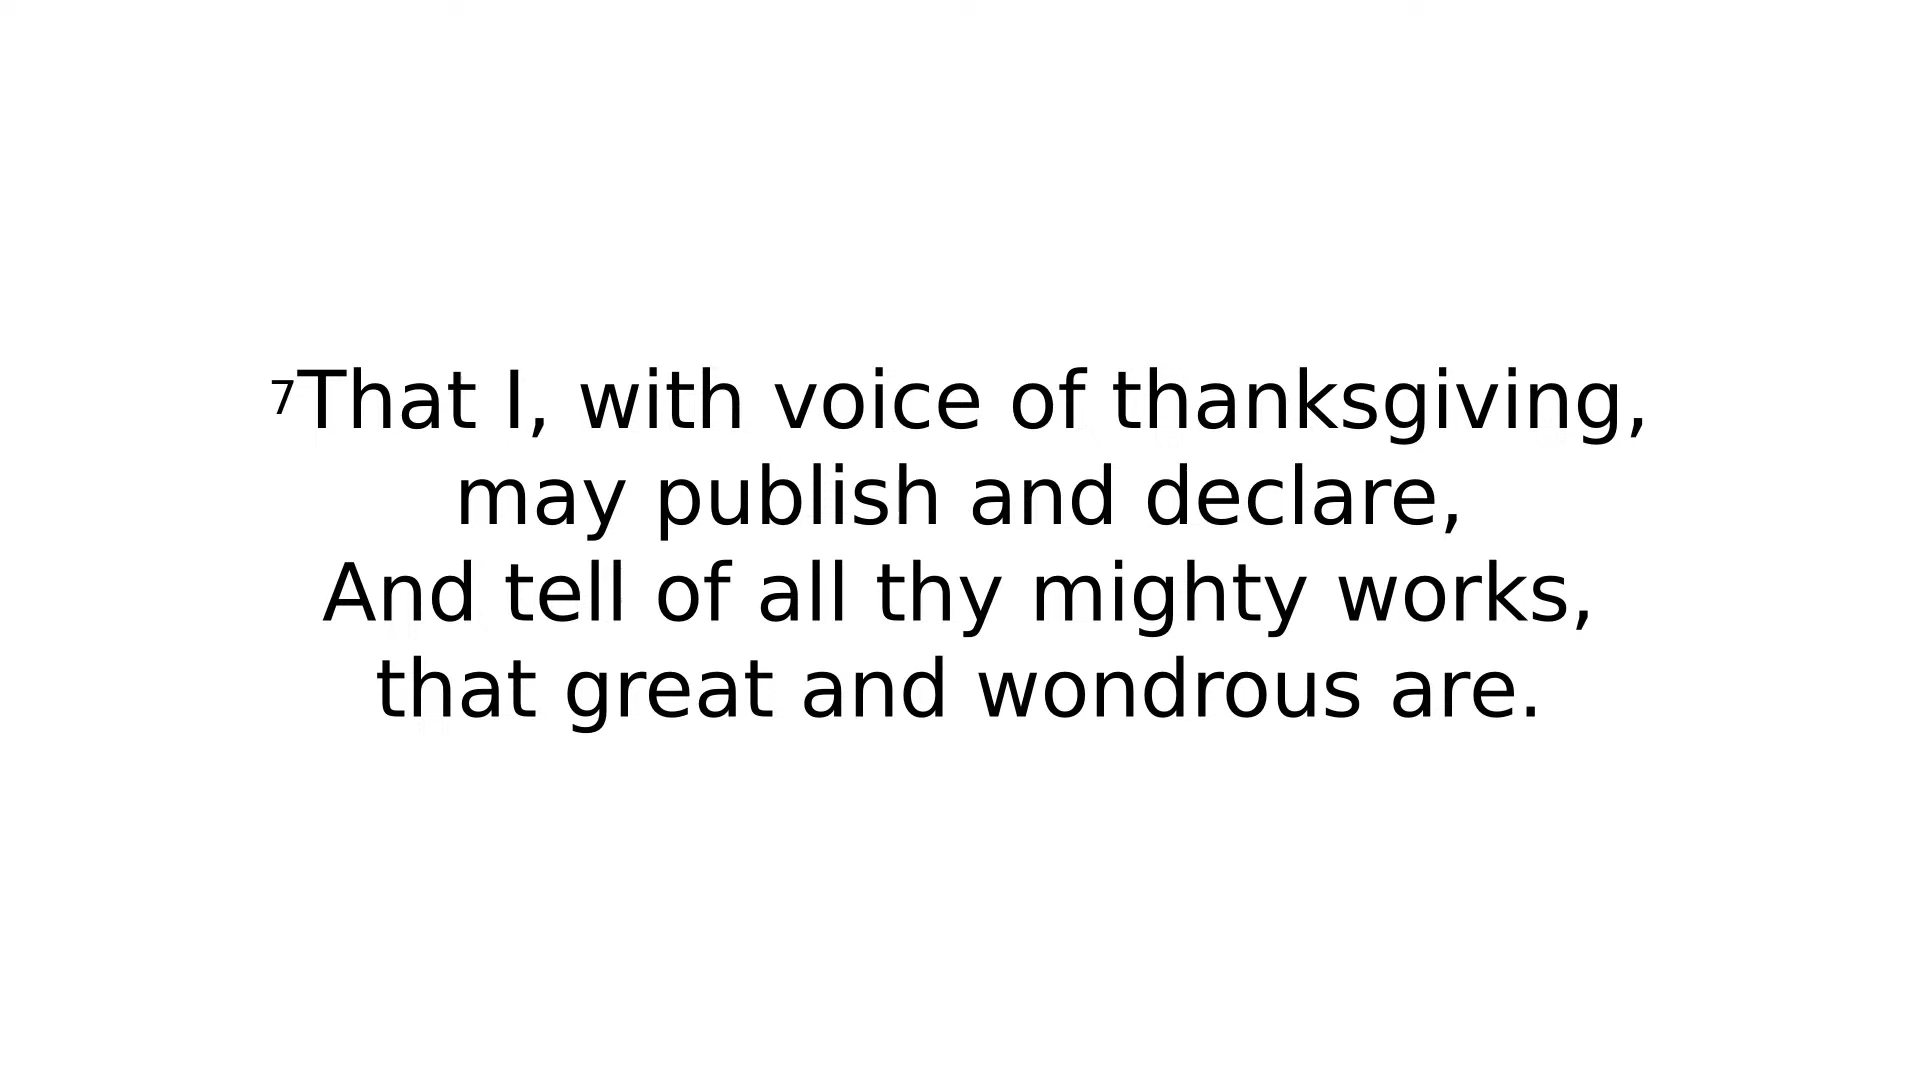 ⁷That I, with voice of thanksgiving,
may publish and declare,
And tell of all thy mighty works,
that great and wondrous are.